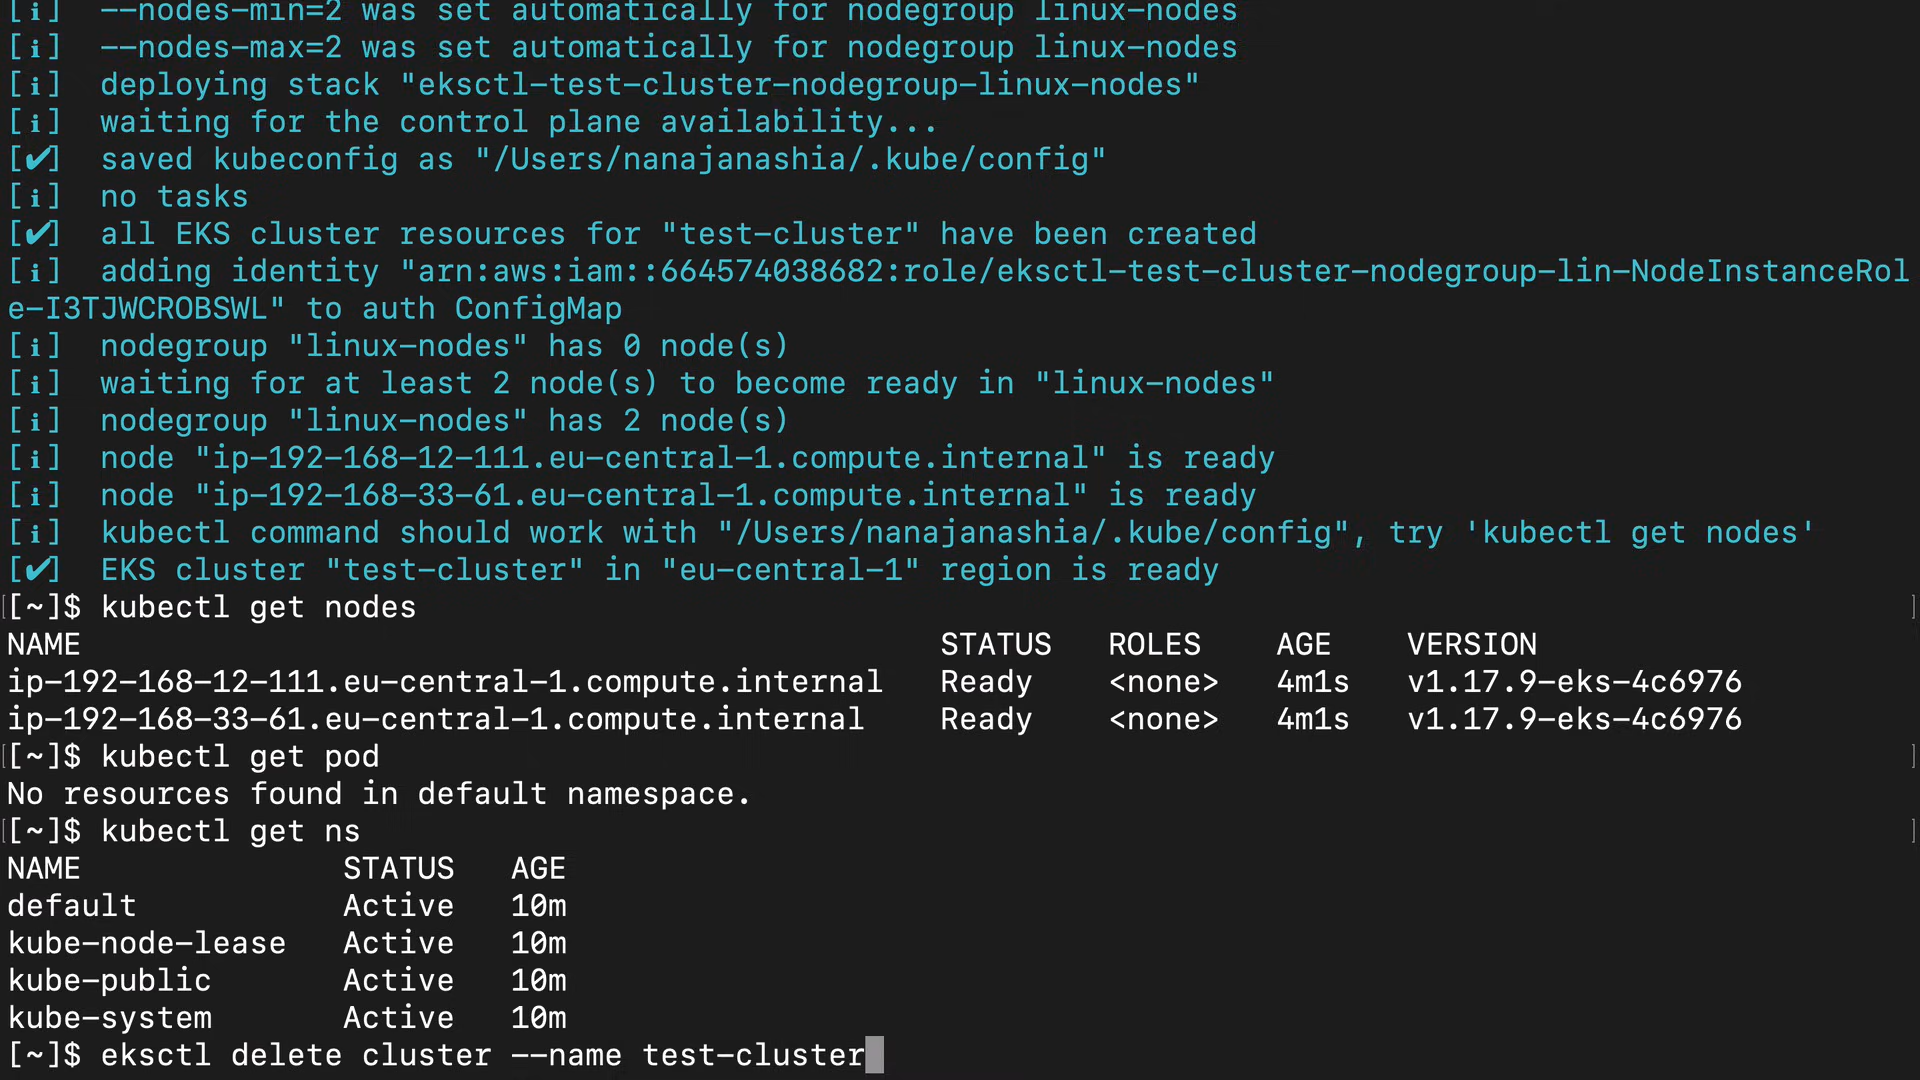 [ℹ]  --nodes-min=2 was set automatically for nodegroup linux-nodes
[ℹ]  --nodes-max=2 was set automatically for nodegroup linux-nodes
[ℹ]  deploying stack "eksctl-test-cluster-nodegroup-linux-nodes"
[ℹ]  waiting for the control plane availability...
[✔]  saved kubeconfig as "/Users/nanajanashia/.kube/config"
[ℹ]  no tasks
[✔]  all EKS cluster resources for "test-cluster" have been created
[ℹ]  adding identity "arn:aws:iam::664574038682:role/eksctl-test-cluster-nodegroup-lin-NodeInstanceRol
e-I3TJWCROBSWL" to auth ConfigMap
[ℹ]  nodegroup "linux-nodes" has 0 node(s)
[ℹ]  waiting for at least 2 node(s) to become ready in "linux-nodes"
[ℹ]  nodegroup "linux-nodes" has 2 node(s)
[ℹ]  node "ip-192-168-12-111.eu-central-1.compute.internal" is ready
[ℹ]  node "ip-192-168-33-61.eu-central-1.compute.internal" is ready
[ℹ]  kubectl command should work with "/Users/nanajanashia/.kube/config", try 'kubectl get nodes'
[✔]  EKS cluster "test-cluster" in "eu-central-1" region is ready
[~]$ kubectl get nodes
NAME                                              STATUS   ROLES    AGE    VERSION
ip-192-168-12-111.eu-central-1.compute.internal   Ready    <none>   4m1s   v1.17.9-eks-4c6976
ip-192-168-33-61.eu-central-1.compute.internal    Ready    <none>   4m1s   v1.17.9-eks-4c6976
[~]$ kubectl get pod
No resources found in default namespace.
[~]$ kubectl get ns
NAME              STATUS   AGE
default           Active   10m
kube-node-lease   Active   10m
kube-public       Active   10m
kube-system       Active   10m
[~]$ eksctl delete cluster --name test-cluster